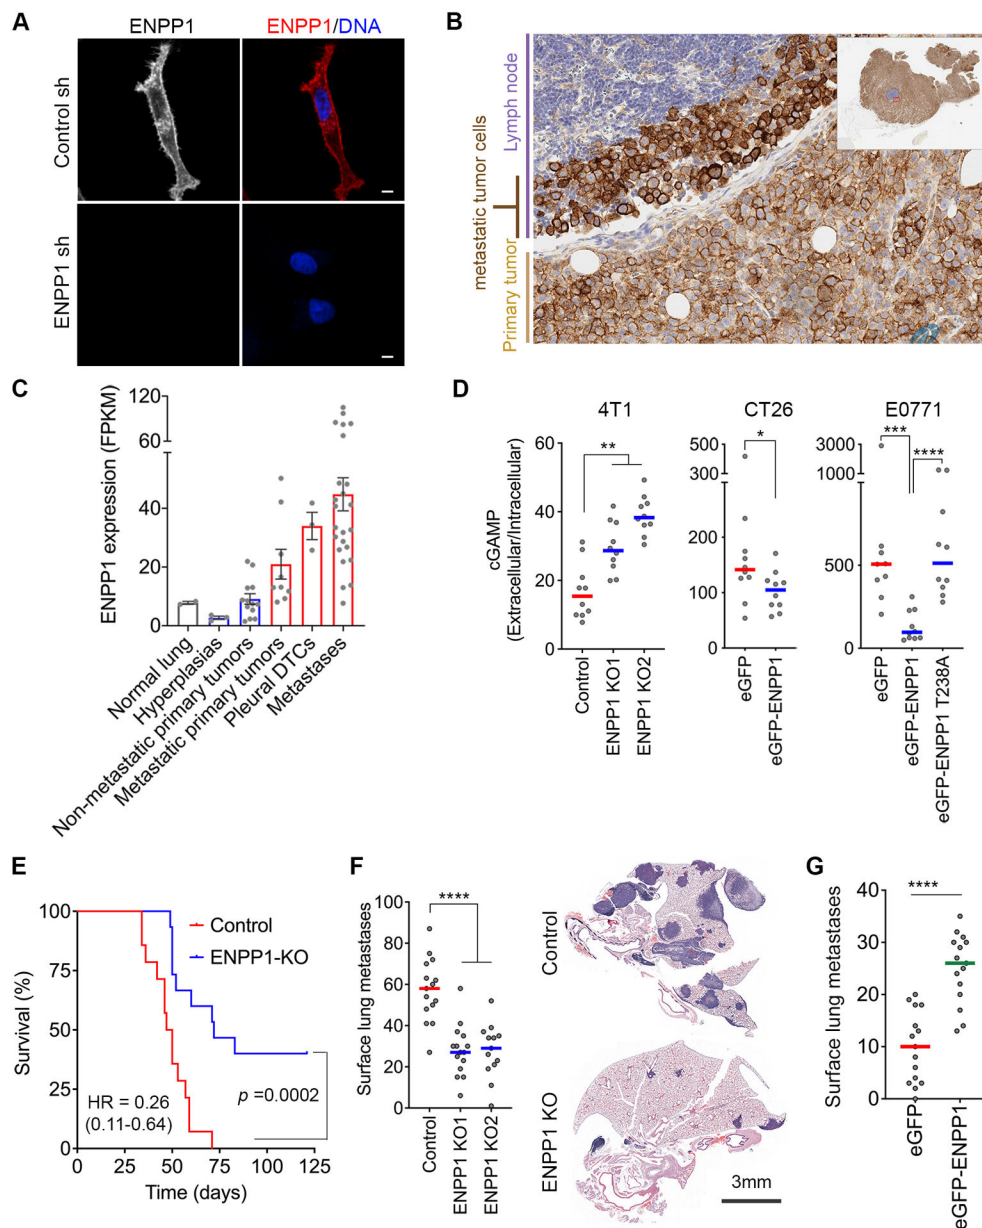 A
ENPP1
ENPP1/DNA
Control sh
ENPP1 sh
B
Lymph node
metastatic tumor cells
Primary tumor
C
ENPP1 expression (FPKM)
120
60
40
20
0
Normal lung
Hyperplasias
Non-metastatic primary tumors
Metastatic primary tumors
Pleural DTCs
Metastases
D
cGAMP
(Extracellular/Intracellular)
4T1
**
60
40
20
0
Control
ENPP1 KO1
ENPP1 KO2
CT26
*
500
400
300
200
200
100
0
eGFP
eGFP-ENPP1
E0771
***
****
3000
1000
500
0
eGFP
eGFP-ENPP1
eGFP-ENPP1 T238A
E
Survival (%)
100
75
50
25
0
Control
ENPP1-KO
HR = 0.26
(0.11-0.64)
p =0.0002
0
25
50
75
100
125
Time (days)
F
Surface lung metastases
****
100
80
60
40
20
0
Control
ENPP1 KO1
ENPP1 KO2
Control
ENPP1 KO
3mm
G
Surface lung metastases
****
40
30
20
10
0
eGFP
eGFP-ENPP1